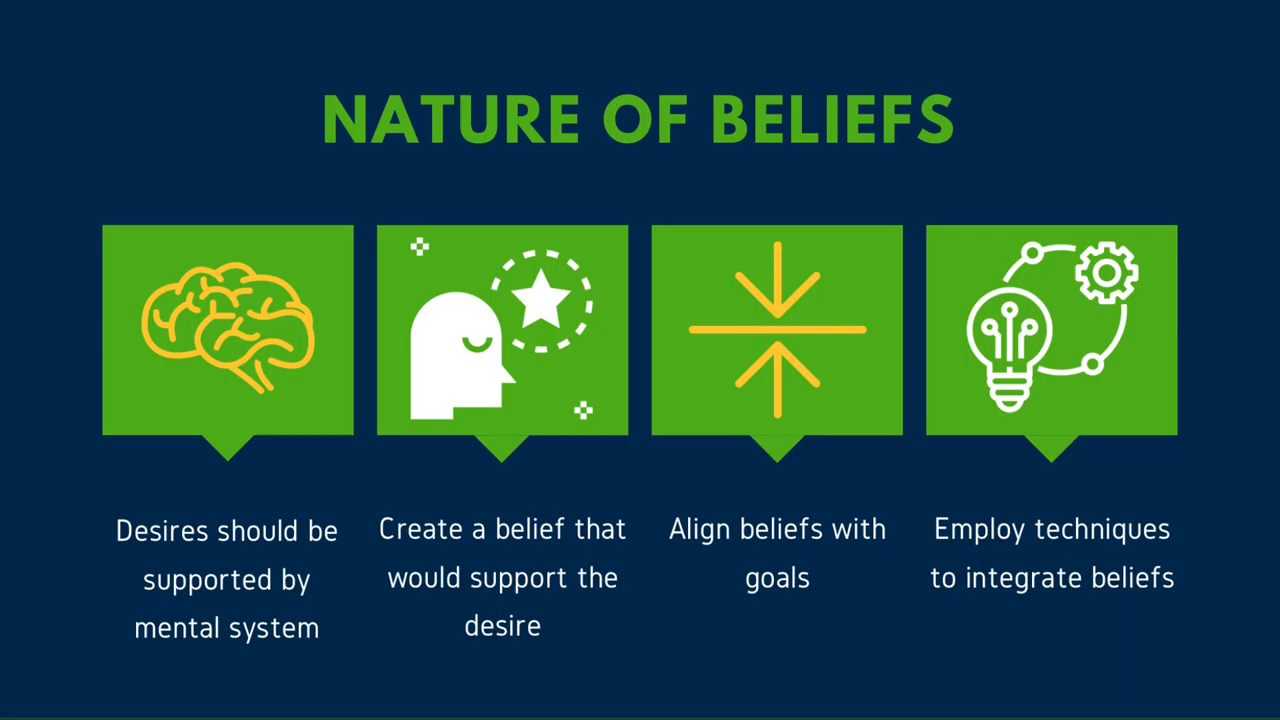 NATURE OF BELIEFS
Desires should be
supported by
mental system
Create a belief that
would support the
desire
Align beliefs with
goals
Employ techniques
to integrate beliefs